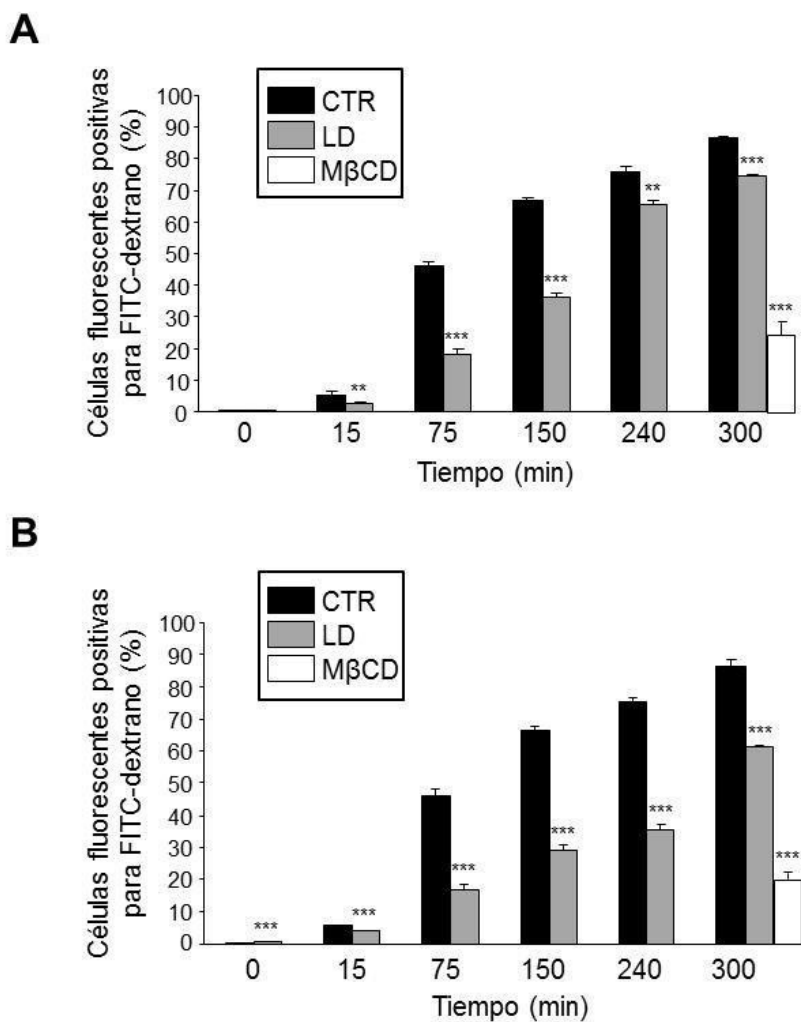 A
Células fluorescentes positivas
para FITC-dextrano (%)
100
90
80
70
60
50
40
30
20
10
0
CTR
LD
MβCD
**
***
***
**
***
***
0 15 75 150 240 300
Tiempo (min)
B
Células fluorescentes positivas
para FITC-dextrano (%)
100
90
80
70
60
50
40
30
20
10
0
CTR
LD
MβCD
***
***
***
***
***
***
***
0 15 75 150 240 300
Tiempo (min)